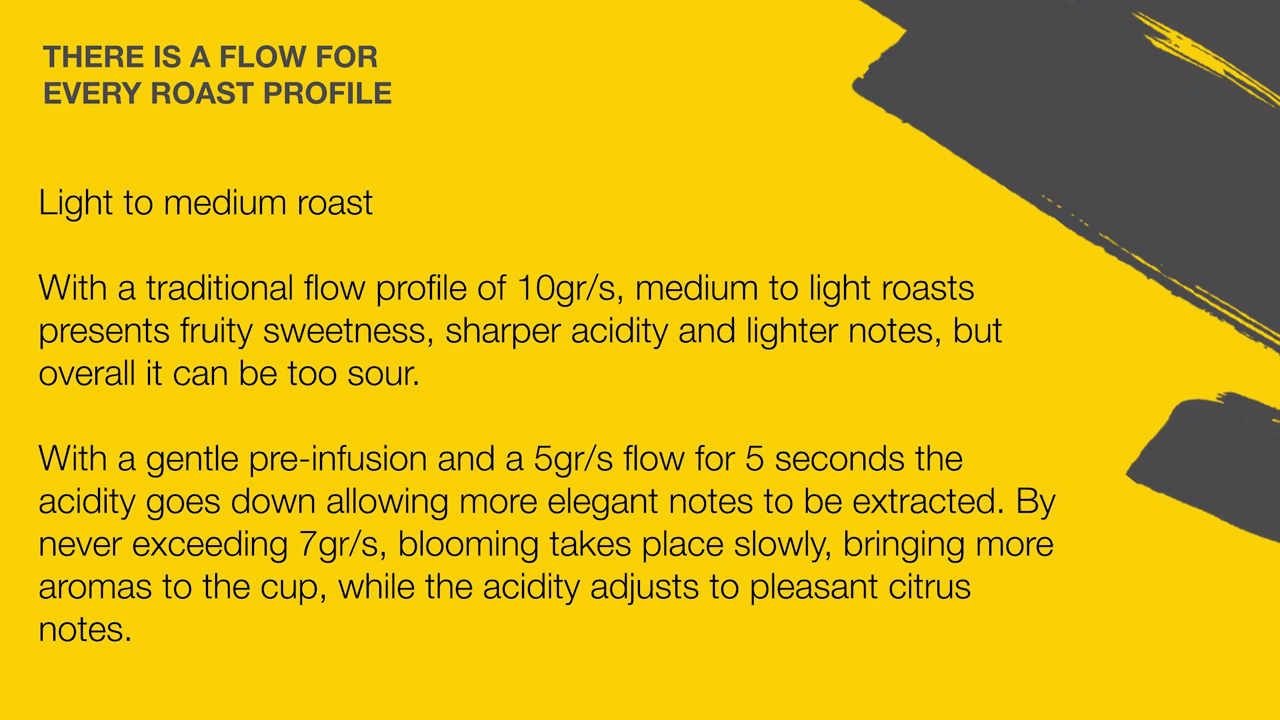 THERE IS A FLOW FOR
EVERY ROAST PROFILE
Light to medium roast
With a traditional flow profile of 10gr/s, medium to light roasts
presents fruity sweetness, sharper acidity and lighter notes, but
overall it can be too sour.
With a gentle pre-infusion and a 5gr/s flow for 5 seconds the
acidity goes down allowing more elegant notes to be extracted. By
never exceeding 7gr/s, blooming takes place slowly, bringing more
aromas to the cup, while the acidity adjusts to pleasant citrus
notes.